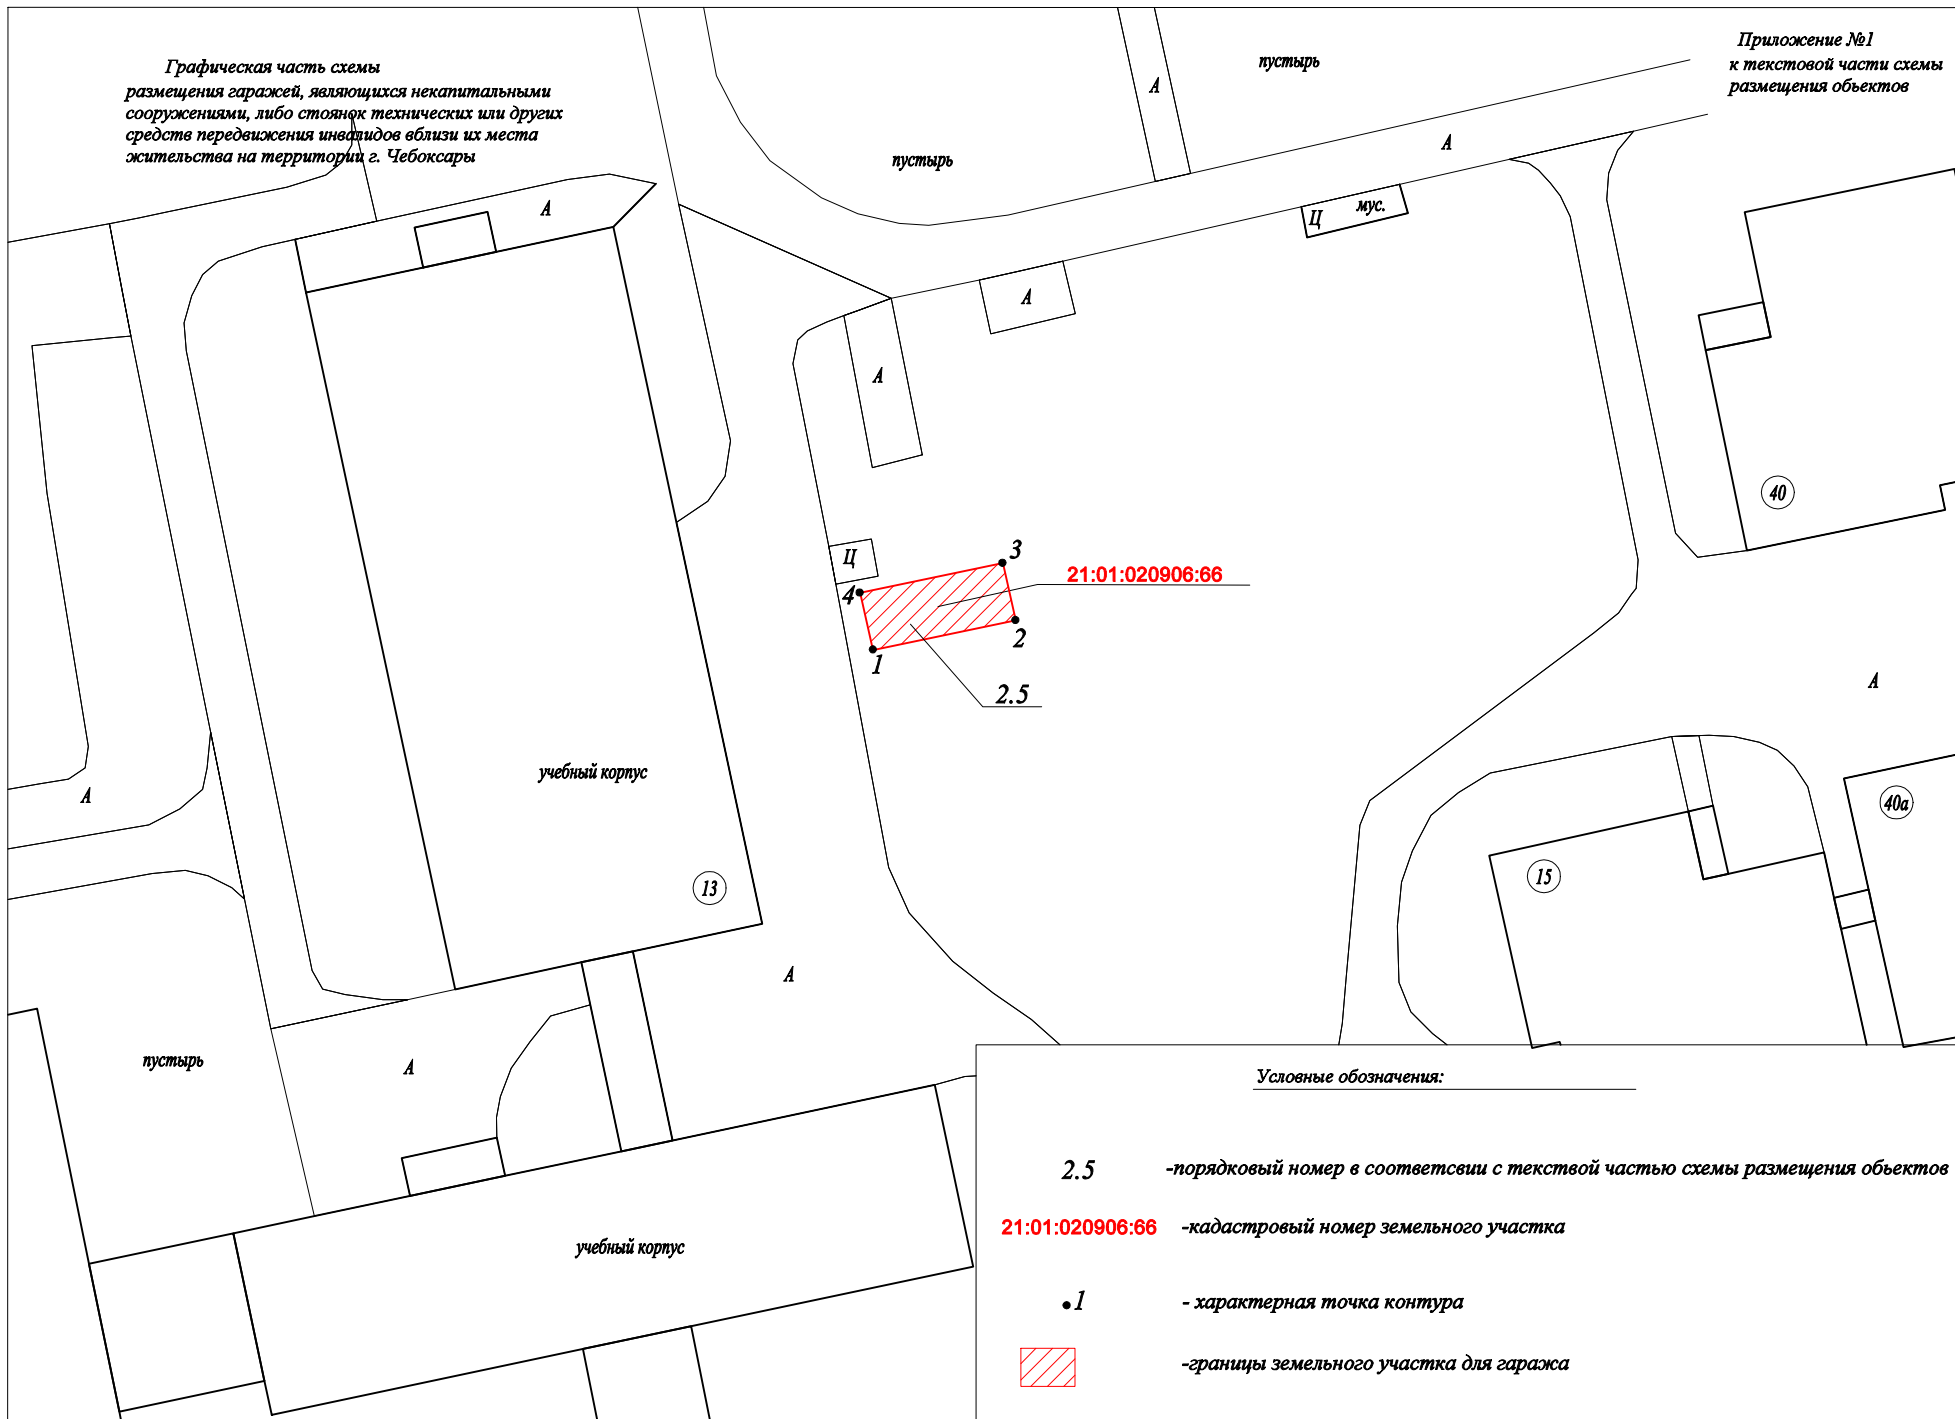 Графическая часть схемы
размещения гаражей, являющихся некапитальными
сооружениями, либо стоянок технических или других
средств передвижения инвалидов вблизи их места
жительства на территории г. Чебоксары
Приложение №1
к текстовой части схемы
размещения объектов
пустырь
А
А
пустырь
А
Ц
мус.
А
А
40
Ц
3
21:01:020906:66
4
2
1
2.5
А
учебный корпус
А
40а
15
13
А
пустырь
А
учебный корпус
Условные обозначения:
2.5 -порядковый номер в соответсвии с текствой частью схемы размещения обьектов
21:01:020906:66 -кадастровый номер земельного участка
1 - характерная точка контура
-границы земельного участка для гаража